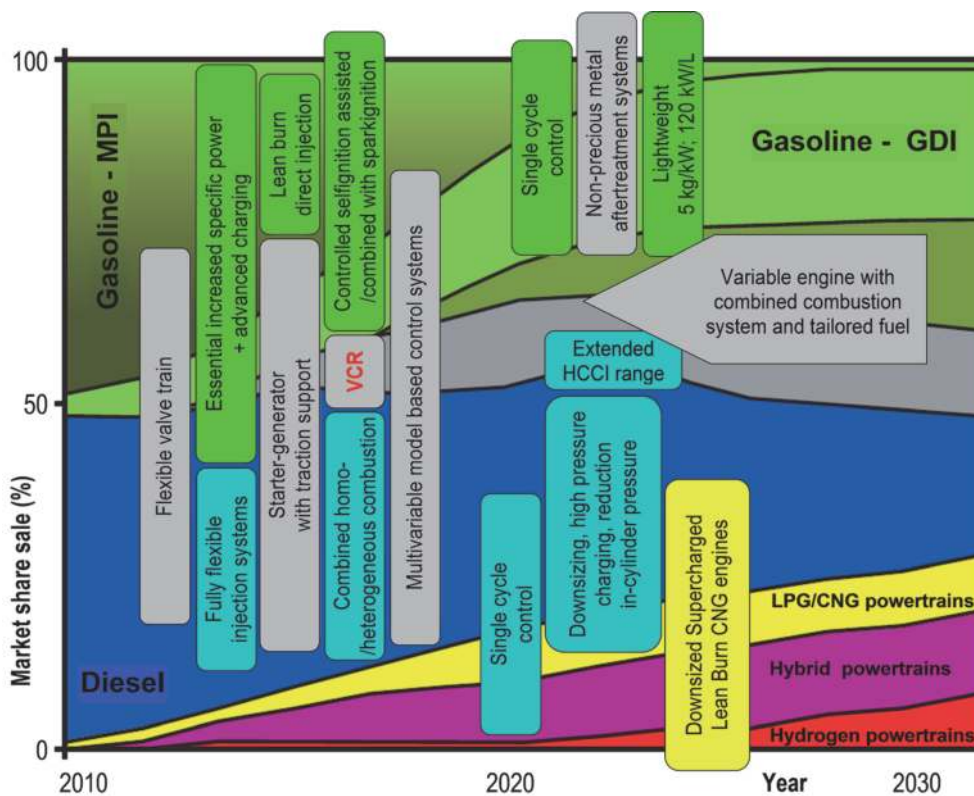 100
50
0
Market share sale (%)
Gasoline - MPI
Flexible valve train
Essential increased specific power
+ advanced charging
Fully flexible
injection systems
Lean burn
direct injection
Starter-generator
with traction support
Controlled selfignition assisted
/combined with sparkignition
VCR
Combined homo-
/heterogeneous combustion
Multivariable model based control systems
Single cycle
control
Non-precious metal
aftertreatment systems
Lightweight
5 kg/kW; 120 kW/L
Gasoline - GDI
Variable engine with
combined combustion
system and tailored fuel
Extended
HCCI range
Downsizing, high pressure
charging, reduction
in-cylinder pressure
Single cycle
control
Downsized Supercharged
Lean Burn CNG engines
Diesel
LPG/CNG powertrains
Hybrid powertrains
Hydrogen powertrains
2010
2020
Year
2030